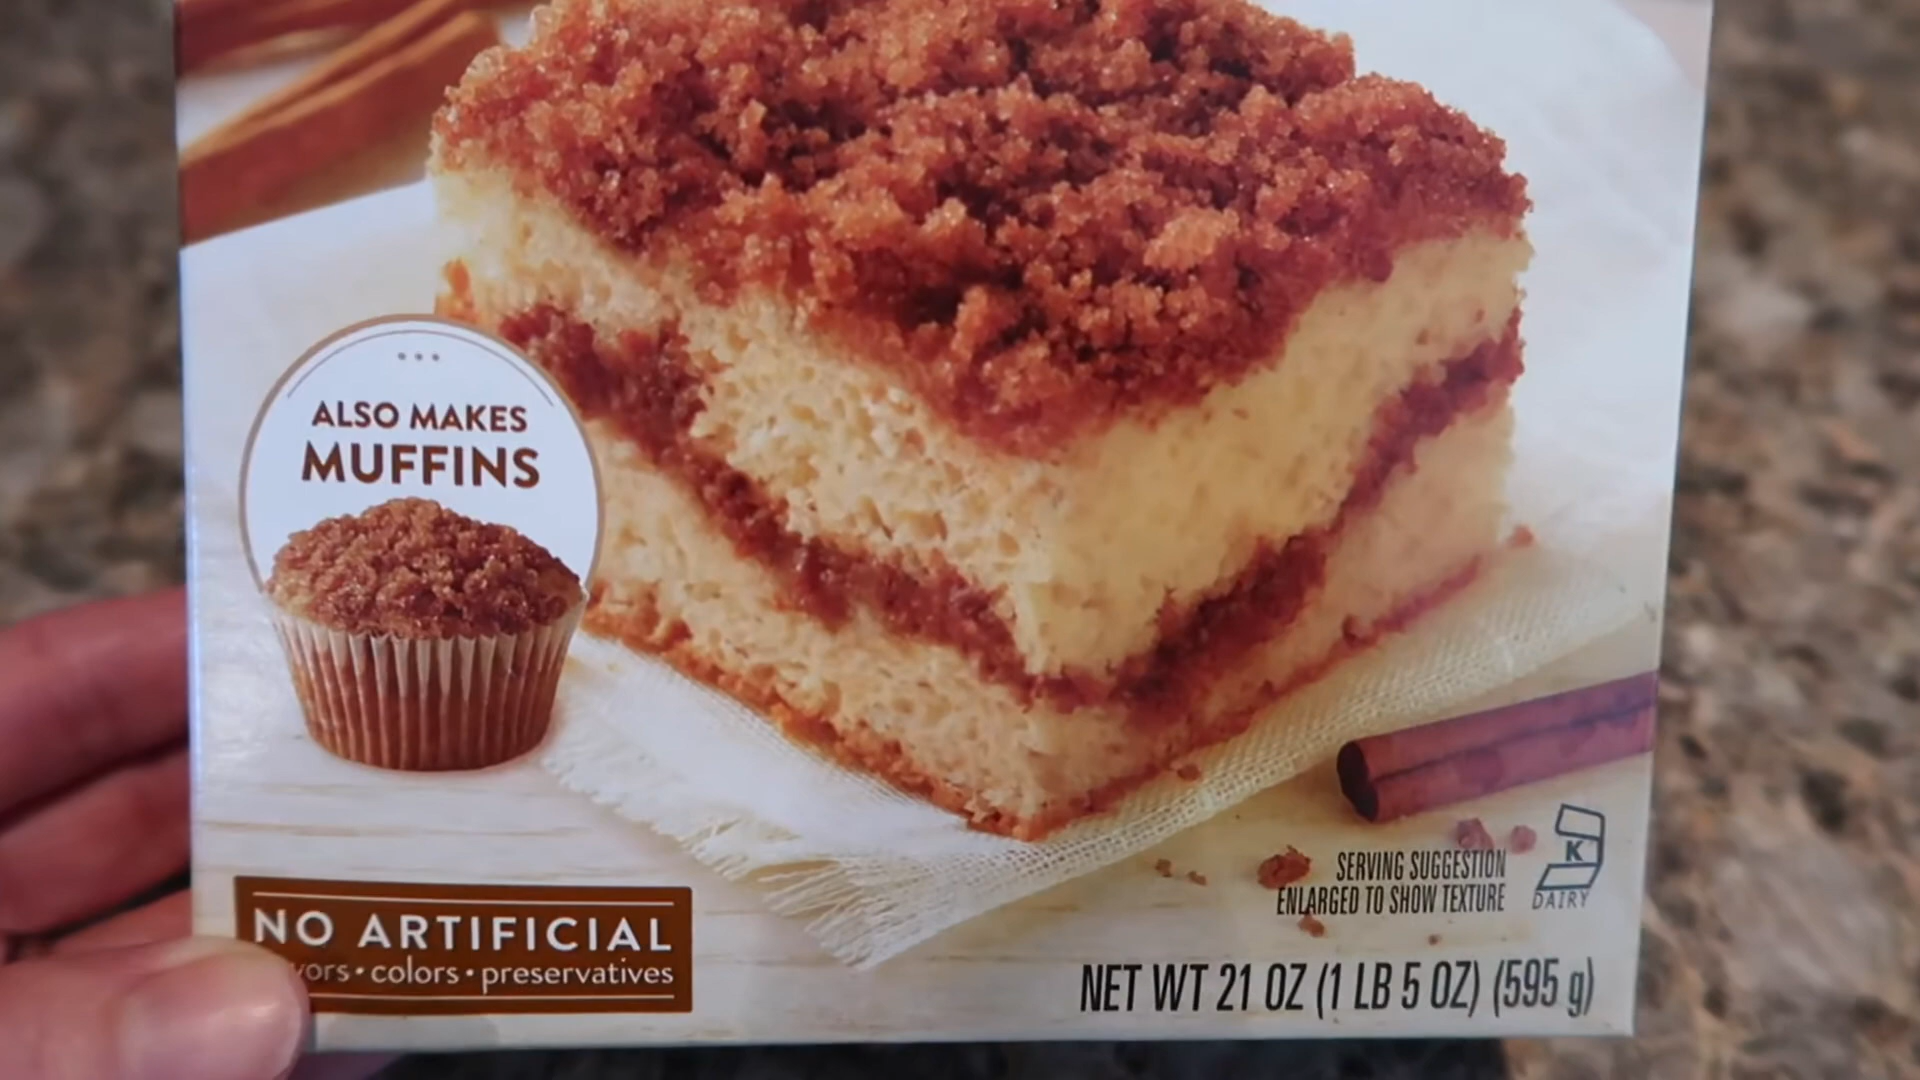 ALSO MAKES
MUFFINS
NO ARTIFICIAL
vors • colors • preservatives
SERVING SUGGESTION
ENLARGED TO SHOW TEXTURE
K
DAIRY
NET WT 21 OZ (1 LB 5 OZ) (595 g)